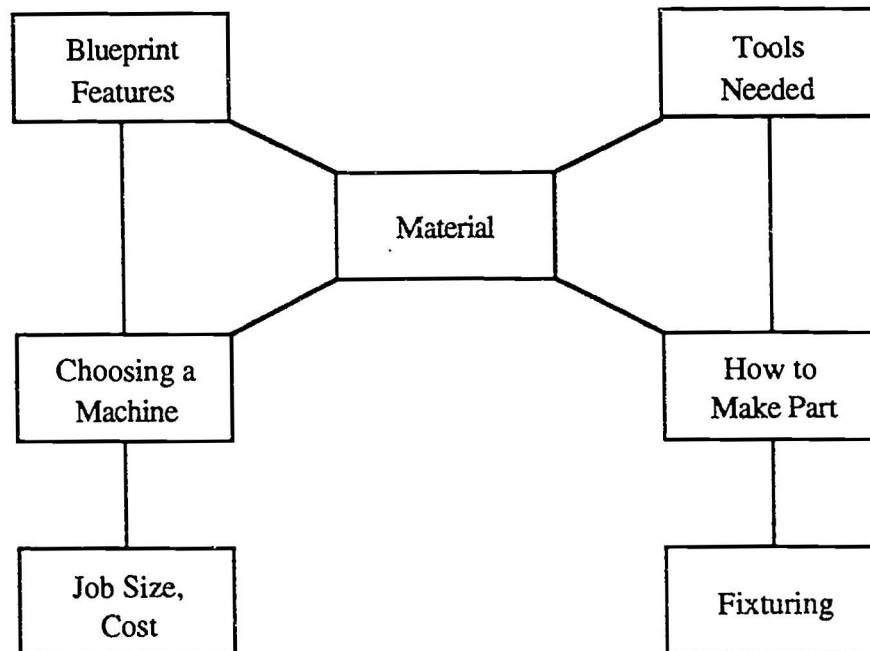 Blueprint
Features
Tools
Needed
Material
Choosing a
Machine
How to
Make Part
Job Size,
Cost
Fixturing